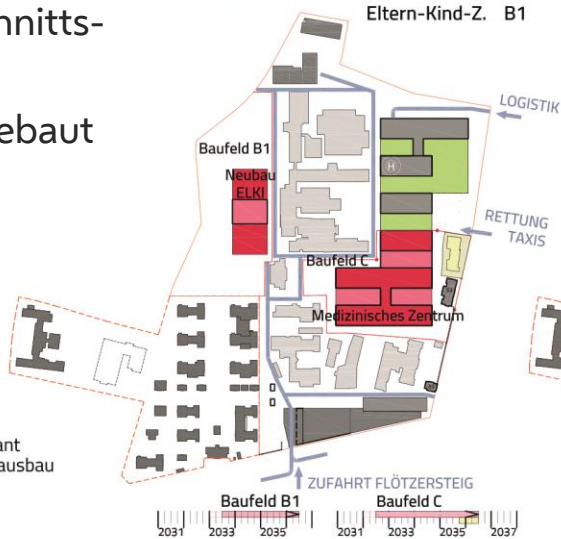 hnitts-
ebaut
Eltern-Kind-Z. B1
LOGISTIK
Baufeld B1
H
Neubau
ELKI
RETTUNG
TAXIS
Baufeld C
Medizinisches Zentrum
ant
ausbau
ZUFAHRT FLÖTZERSTEIG
Baufeld B1
Baufeld C
2031 2033 2035
2031 2033 2035 2037